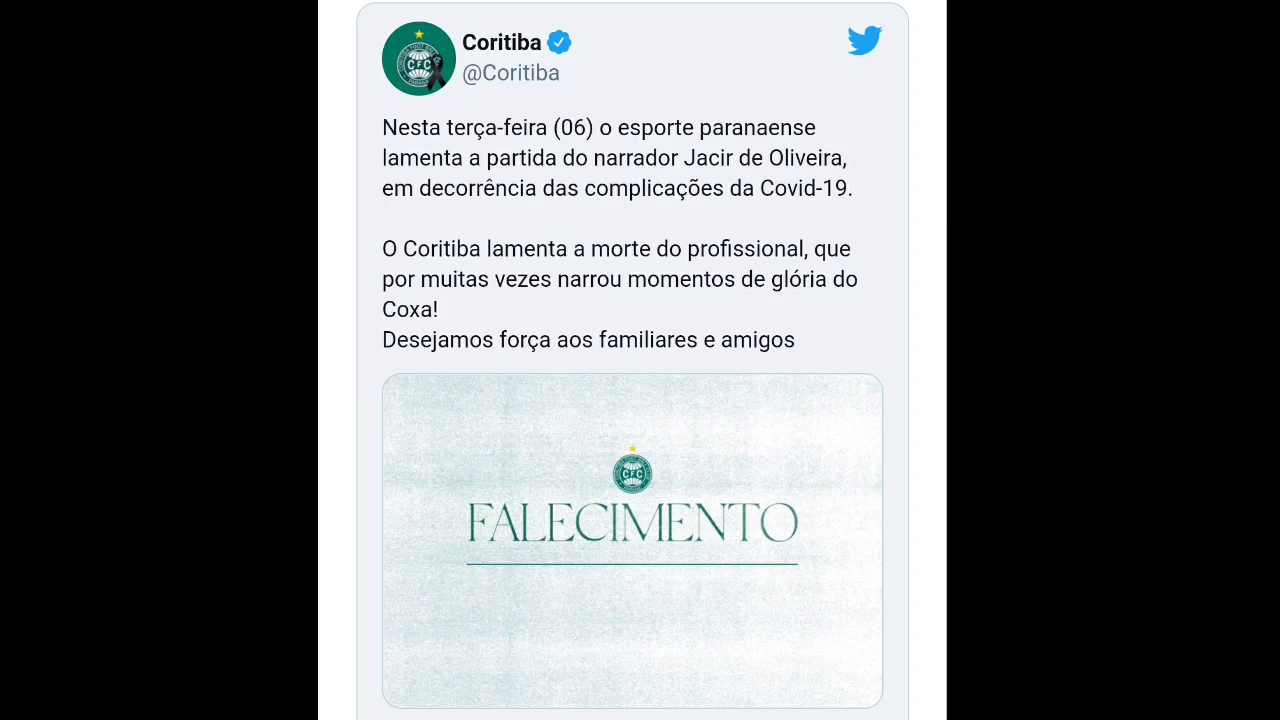 Coritiba
@Coritiba
Nesta terça-feira (06) o esporte paranaense
lamenta a partida do narrador Jacir de Oliveira,
em decorrência das complicações da Covid-19.
O Coritiba lamenta a morte do profissional, que
por muitas vezes narrou momentos de glória do
Coxa!
Desejamos força aos familiares e amigos
CFC
FALECIMENTO